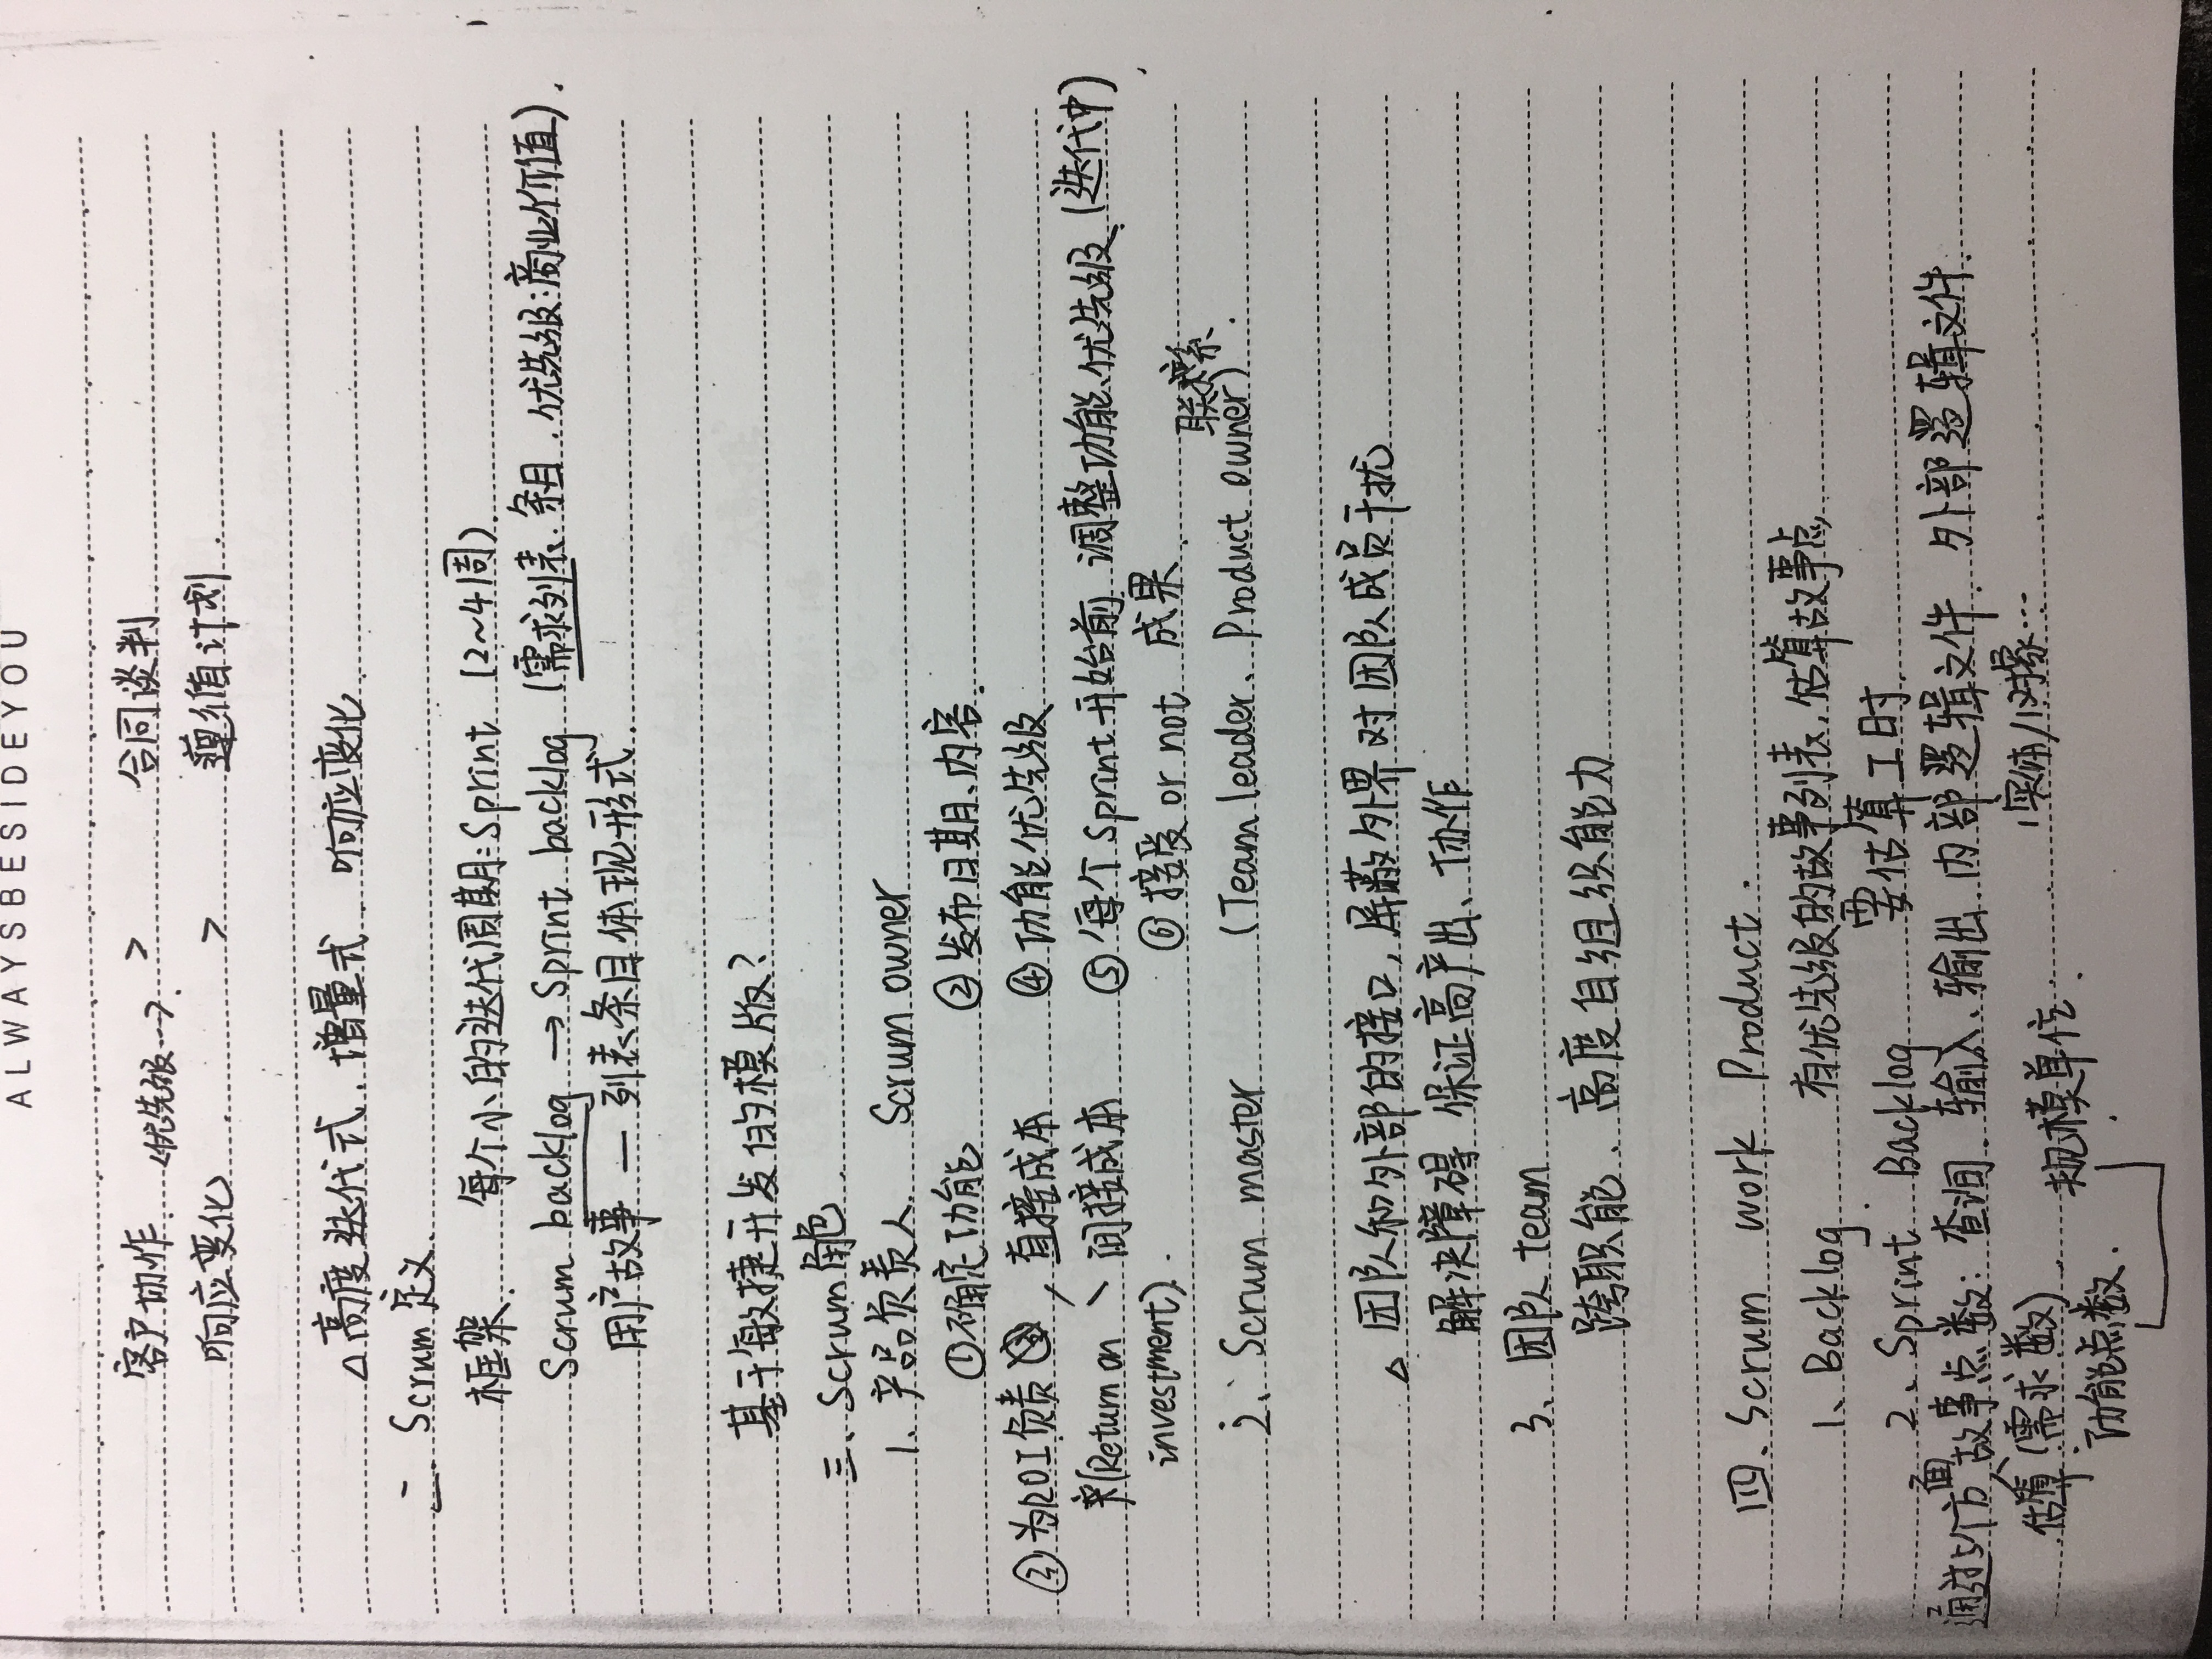 ALWAYSBESIDEYOU
客户协作 (优先级…) > 合同谈判
响应变化 > 遵循计划.
△高度迭代式、增量式、响应变化.
二. Scrum定义.
框架. 每个小的迭代周期:Sprint (2~4周).
Scrum backlog → Sprint backlog (需求列表.条目.优先级:商业价值).
用户故事 — 列表条目体现形式.
基于敏捷开发的模版?
三、Scrum角色.
1、产品负责人. Scrum owner
①确定功能 ②发布日期、内容.
③为ROI负责, 直接成本 ④功能优先级
(Return on 、间接成本 ⑤每个Sprint开始前 调整功能、优先级 (迭代中)
investment). ⑥接受 or not 成果.
联系
2、Scrum master (Team leader、Product owner).
△ 团队和外部的接口, 屏蔽外界对团队成员干扰
解决障碍 保证高产出、协作
3、团队 team
跨职能、高度自组织能力
四、Scrum work Product.
1、Backlog 有优先级的故事列表,估算故事点
2、Sprint Backlog 要估算工时.
通过5个方面 故事点数: 查询、输入、输出、内部逻辑文件、外部逻辑文件.
估算 (需求数). 规模单位. (实体/对象…
功能点数.